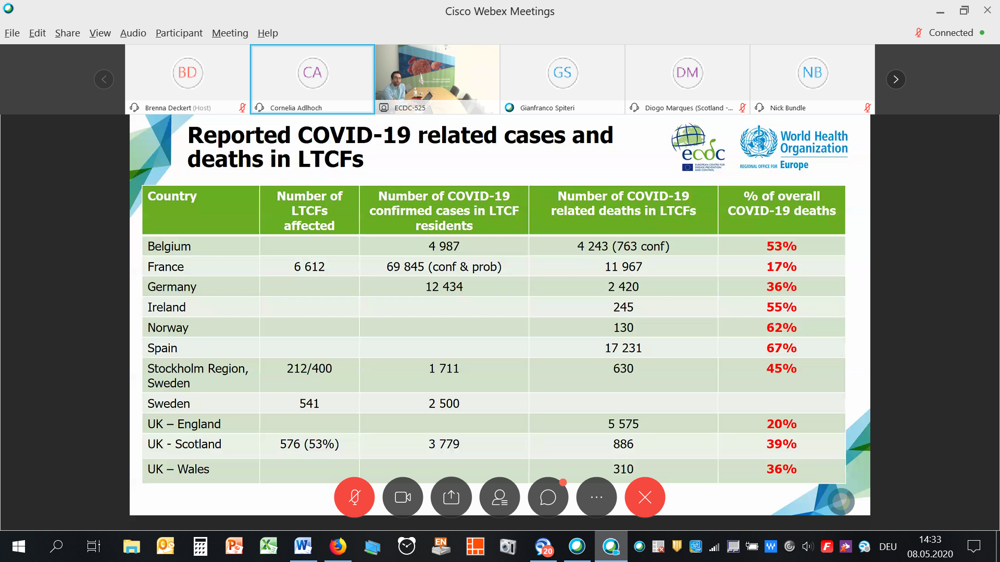 Cisco Webex Meetings
File Edit Share View Audio Participant Meeting Help
Connected
BD
CA
GS
DM
NB
Brenna Deckert (Host)
Cornelia Adlhoch
ECDC-525
Gianfranco Spiteri
Diogo Marques (Scotland -...
Nick Bundle
Reported COVID-19 related cases and
deaths in LTCFs
ecdc
EUROPEAN CENTRE FOR
DISEASE PREVENTION
AND CONTROL
World Health
Organization
REGIONAL OFFICE FOR Europe
Country
Number of
LTCFs
affected
Number of COVID-19
confirmed cases in LTCF
residents
Number of COVID-19
related deaths in LTCFs
% of overall
COVID-19 deaths
Belgium 4 987 4 243 (763 conf) 53%
France 6 612 69 845 (conf & prob) 11 967 17%
Germany 12 434 2 420 36%
Ireland 245 55%
Norway 130 62%
Spain 17 231 67%
Stockholm Region, 212/400 1 711 630 45%
Sweden
Sweden 541 2 500
UK – England 5 575 20%
UK - Scotland 576 (53%) 3 779 886 39%
UK – Wales 310 36%
EN
20
DEU
14:33
08.05.2020